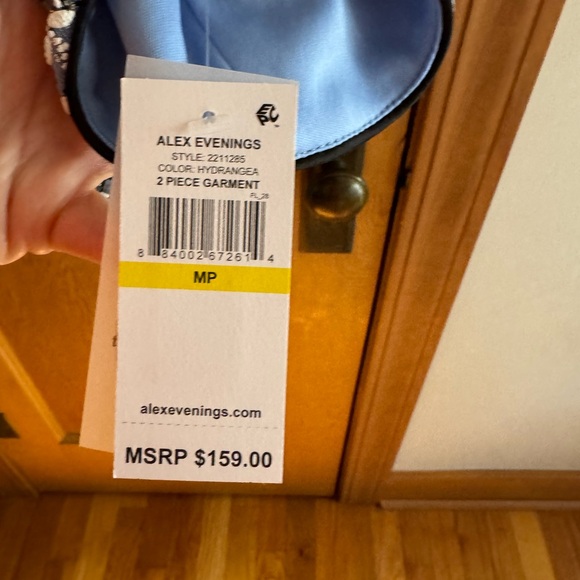 ALEX EVENINGS
STYLE: 2211285
COLOR: HYDRANGEA
2 PIECE GARMENT
FL_26
8 84002 67261 4
MP
alexevenings.com
MSRP $159.00